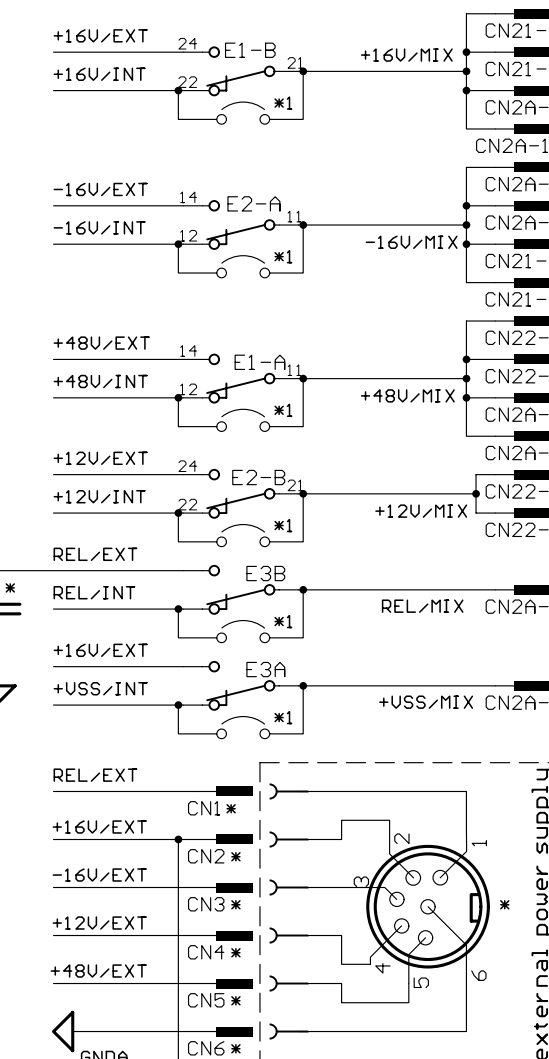 +16V/EXT 24 E1-B +16V/MIX CN21-
+16V/INT 22 21 CN21-
*1 CN2A-
CN2A-1
-16V/EXT 14 E2-A CN2A-
-16V/INT 12 11 CN2A-
*1 -16V/MIX CN21-
CN21-
+48V/EXT 14 E1-A CN22-
+48V/INT 12 11 CN22-
*1 +48V/MIX CN2A-
CN2A-
+12V/EXT 24 E2-B CN22-
+12V/INT 22 21 CN22-
*1 +12V/MIX
REL/EXT E3B
* REL/INT REL/MIX CN2A-
*1
+16V/EXT E3A
+VSS/INT +VSS/MIX CN2A-
*1
REL/EXT
CN1*
+16V/EXT
CN2*
-16V/EXT
CN3*
+12V/EXT
CN4*
+48V/EXT
CN5*
GNDA CN6*
1
2
3
4
5
6
*
external power supply